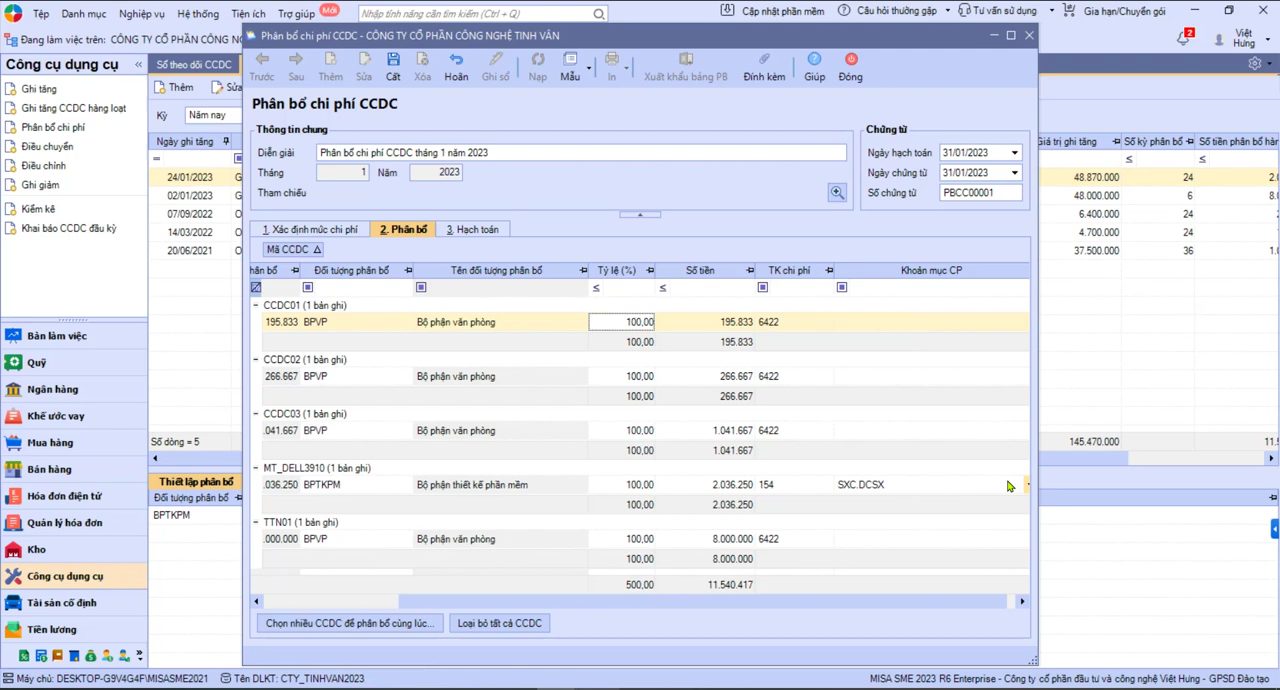 Tệp Danh mục Nghiệp vụ Hệ thống Tiện ích Trợ giúp Mới Nhập tính năng cần tìm kiếm (Ctrl + Q) Cập nhật phần mềm Câu hỏi thường gặp Tư vấn sử dụng Gia hạn/Chuyển gói
Đang làm việc trên: CÔNG TY CỔ PHẦN CÔNG NG
2 Việt Hưng
Phân bổ chi phí CCDC - CÔNG TY CỔ PHẦN CÔNG NGHỆ TINH VÂN
Công cụ dụng cụ «
Sổ theo dõi CCDC
Trước Sau Thêm Sửa Cất Xóa Hoãn Ghi sổ Nạp Mẫu In Xuất khẩu bảng PB Đính kèm Giúp Đóng
Ghi tăng
Ghi tăng CCDC hàng loạt
Phân bổ chi phí
Điều chuyển
Điều chỉnh
Ghi giảm
Kiểm kê
Khai báo CCDC đầu kỳ
Thêm Sửa
Kỳ Năm nay
Ngày ghi tăng
=
24/01/2023 G
02/01/2023 G
07/09/2022 O
14/03/2022 O
20/06/2021 O
Số dòng = 5
Thiết lập phân bổ
Đối tượng phân bổ
BPTKPM
Phân bổ chi phí CCDC
Thông tin chung
Diễn giải Phân bổ chi phí CCDC tháng 1 năm 2023
Tháng 1 Năm 2023
Tham chiếu
Chứng từ
Ngày hạch toán 31/01/2023
Ngày chứng từ 31/01/2023
Số chứng từ PBCC00001
1. Xác định mức chi phí 2. Phân bổ 3. Hạch toán
Mã CCDC
hân bổ Đối tượng phân bổ Tên đối tượng phân bổ Tỷ lệ (%) Số tiền TK chi phí Khoản mục CP
≤ ≤
CCDC01 (1 bản ghi)
195.833 BPVP Bộ phận văn phòng 100,00 195.833 6422
100,00 195.833
CCDC02 (1 bản ghi)
266.667 BPVP Bộ phận văn phòng 100,00 266.667 6422
100,00 266.667
CCDC03 (1 bản ghi)
.041.667 BPVP Bộ phận văn phòng 100,00 1.041.667 6422
100,00 1.041.667
MT_DELL3910 (1 bản ghi)
.036.250 BPTKPM Bộ phận thiết kế phần mềm 100,00 2.036.250 154 SXC.DCSX
100,00 2.036.250
TTN01 (1 bản ghi)
.000.000 BPVP Bộ phận văn phòng 100,00 8.000.000 6422
100,00 8.000.000
500,00 11.540.417
Chọn nhiều CCDC để phân bổ cùng lúc... Loại bỏ tất cả CCDC
Giá trị ghi tăng Số kỳ phân bổ Số tiền phân bổ hàn
≤ ≤
48.870.000 24 2.0
48.000.000 6 8.0
6.400.000 24 2
4.700.000 24 1
37.500.000 36 1.0
145.470.000 11.5
Bàn làm việc
Quỹ
Ngân hàng
Khế ước vay
Mua hàng
Bán hàng
Hóa đơn điện tử
Quản lý hóa đơn
Kho
Công cụ dụng cụ
Tài sản cố định
Tiền lương
Máy chủ: DESKTOP-G9V4G4F\MISASME2021 Tên DLKT: CTY_TINHVAN2023 MISA SME 2023 R6 Enterprise - Công ty cổ phần đầu tư và công nghệ Việt Hưng - GPSD Đào tạo